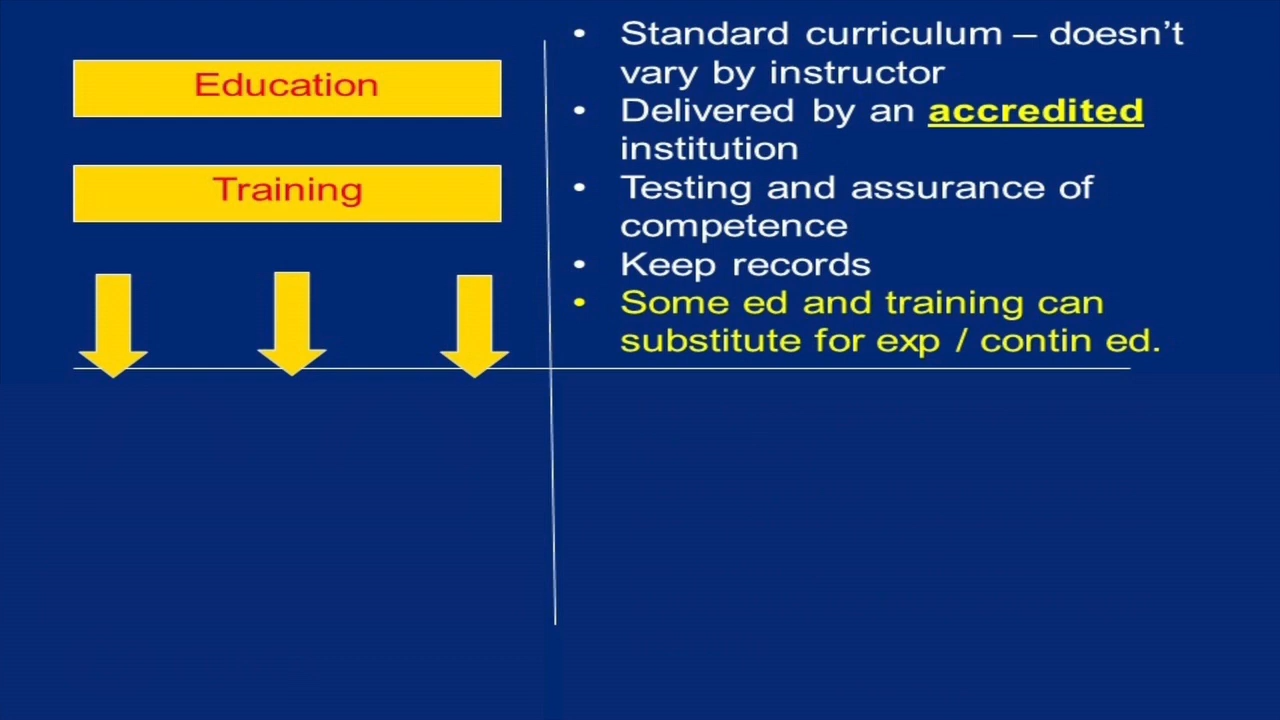 Education
Training
• Standard curriculum – doesn’t
vary by instructor
• Delivered by an accredited
institution
• Testing and assurance of
competence
• Keep records
• Some ed and training can
substitute for exp / contin ed.